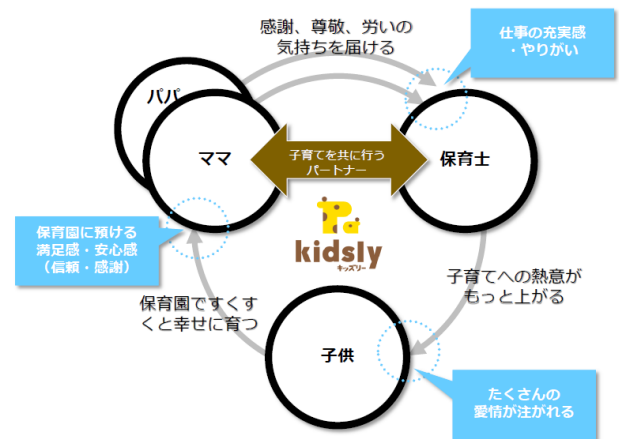 感謝、尊敬、労いの
気持ちを届ける
仕事の充実感
・やりがい
パパ
ママ
子育てを共に行う
パートナー
保育士
保育園に預ける
満足感・安心感
（信頼・感謝）
kidsly
キッズリー
子育てへの熱意が
もっと上がる
保育園ですくす
くと幸せに育つ
子供
たくさんの
愛情が注がれる